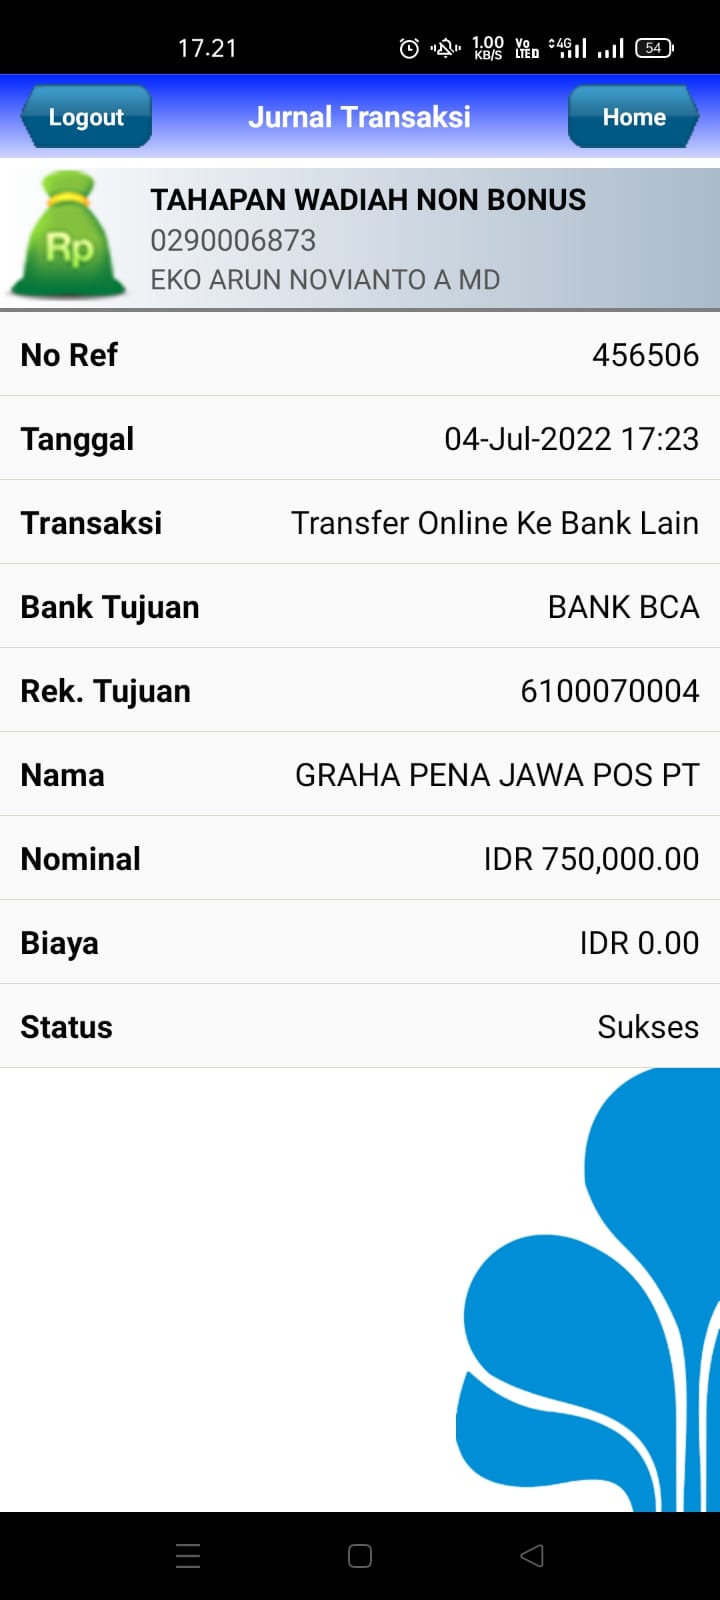 17.21
1.00 KB/S
Vo LTED
4G
54
Logout
Jurnal Transaksi
Home
Rp
TAHAPAN WADIAH NON BONUS
0290006873
EKO ARUN NOVIANTO A MD
No Ref 456506
Tanggal 04-Jul-2022 17:23
Transaksi Transfer Online Ke Bank Lain
Bank Tujuan BANK BCA
Rek. Tujuan 6100070004
Nama GRAHA PENA JAWA POS PT
Nominal IDR 750,000.00
Biaya IDR 0.00
Status Sukses